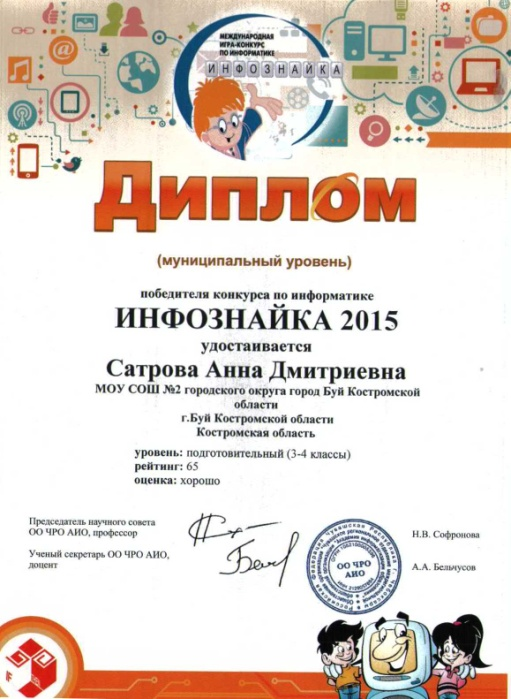 МЕЖДУНАРОДНАЯ
ИГРА-КОНКУРС
ПО ИНФОРМАТИКЕ
ИНФОЗНАЙКА
Диплом
(муниципальный уровень)
победителя конкурса по информатике
ИНФОЗНАЙКА 2015
удостаивается
Сатрова Анна Дмитриевна
МОУ СОШ №2 городского округа город Буй Костромской
области
г.Буй Костромской области
Костромская область
уровень: подготовительный (3-4 классы)
рейтинг: 65
оценка: хорошо
Председатель научного совета
ОО ЧРО АИО, профессор
Н.В. Софронова
Ученый секретарь ОО ЧРО АИО,
доцент
А.А. Бельчусов
ОО ЧРО
АИО